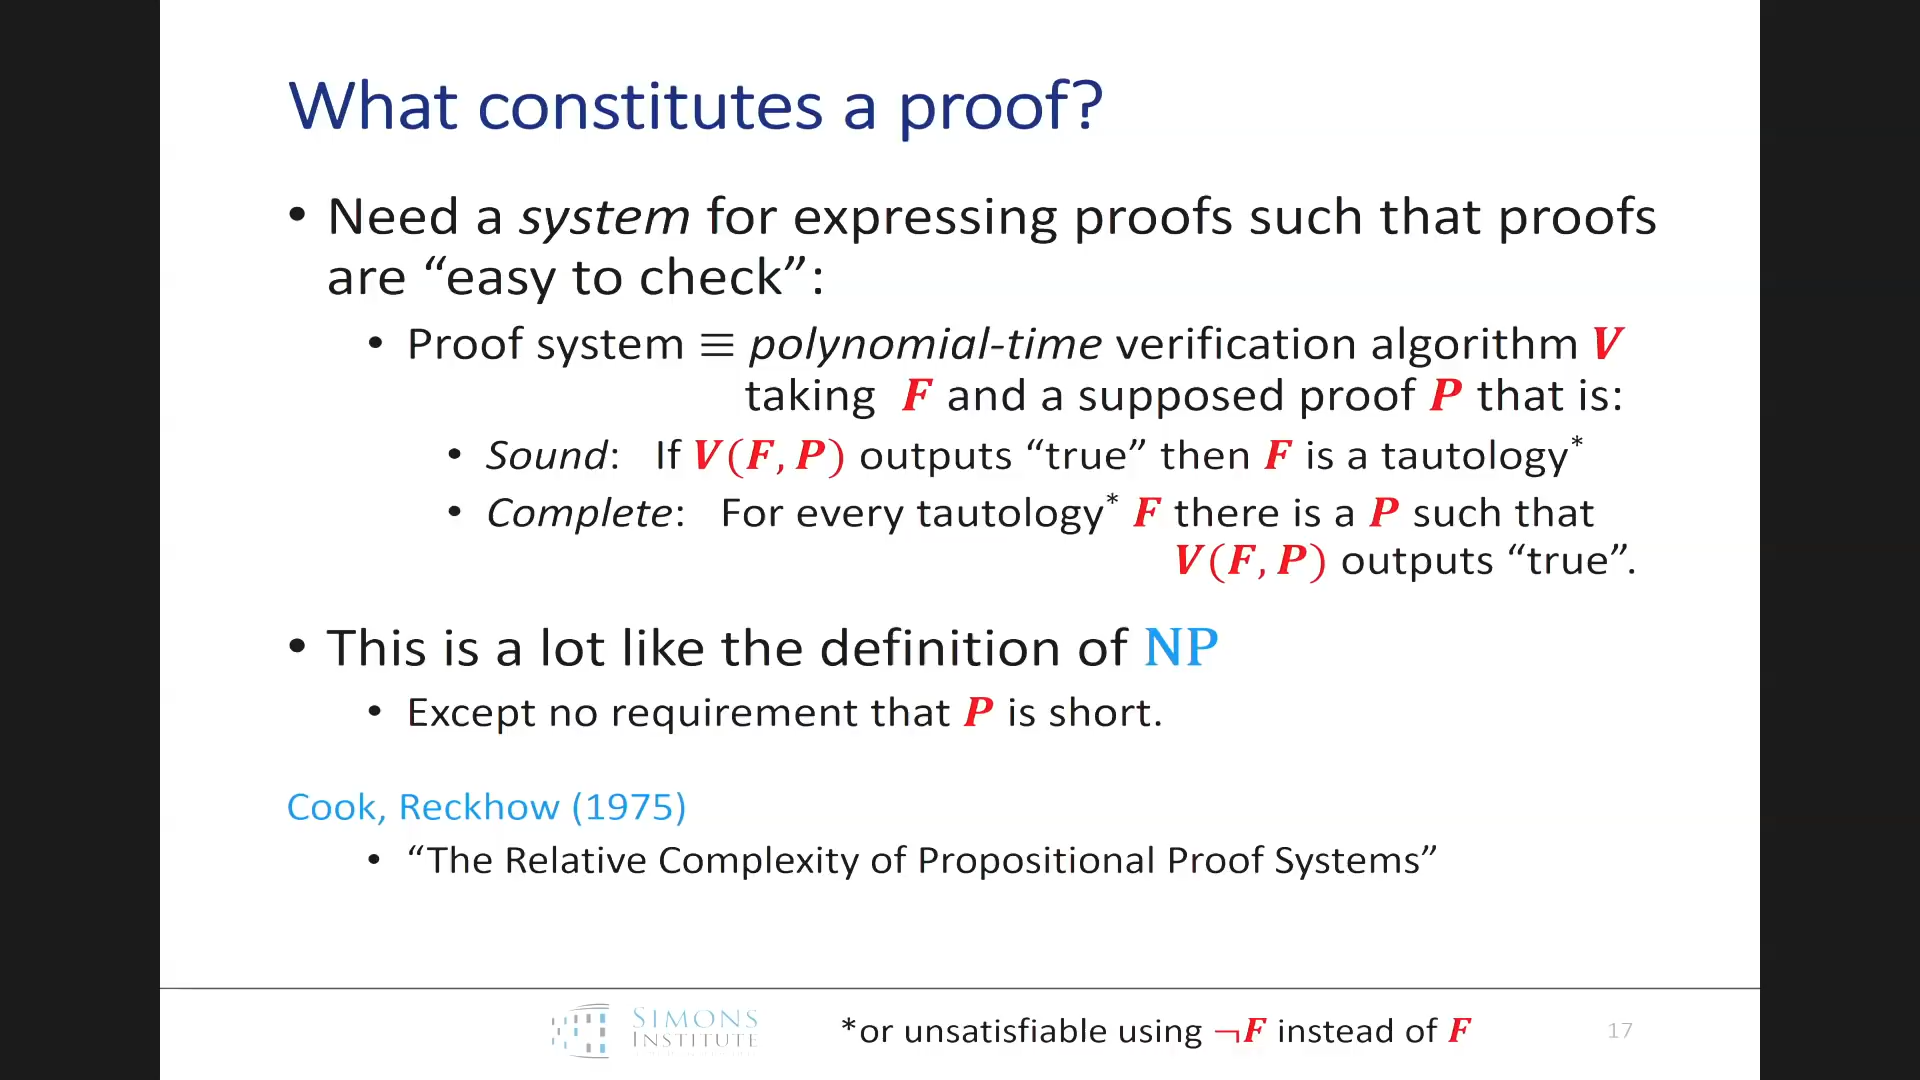 What constitutes a proof?
• Need a system for expressing proofs such that proofs
are “easy to check”:
• Proof system ≡ polynomial-time verification algorithm V
taking F and a supposed proof P that is:
• Sound: If V(F, P) outputs “true” then F is a tautology*
• Complete: For every tautology* F there is a P such that
V(F, P) outputs “true”.
• This is a lot like the definition of NP
• Except no requirement that P is short.
Cook, Reckhow (1975)
• “The Relative Complexity of Propositional Proof Systems”
SIMONS
INSTITUTE
*or unsatisfiable using ¬F instead of F
17